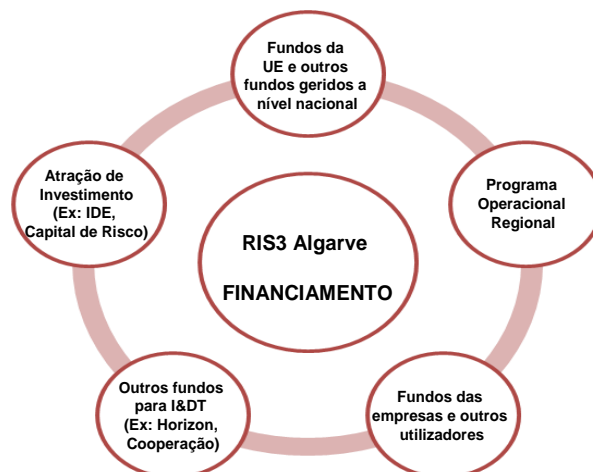 Fundos da
UE e outros
fundos geridos a
nível nacional
Atração de
Investimento
(Ex: IDE,
Capital de Risco)
Programa
Operacional
Regional
RIS3 Algarve
FINANCIAMENTO
Outros fundos
para I&DT
(Ex: Horizon,
Cooperação)
Fundos das
empresas e outros
utilizadores